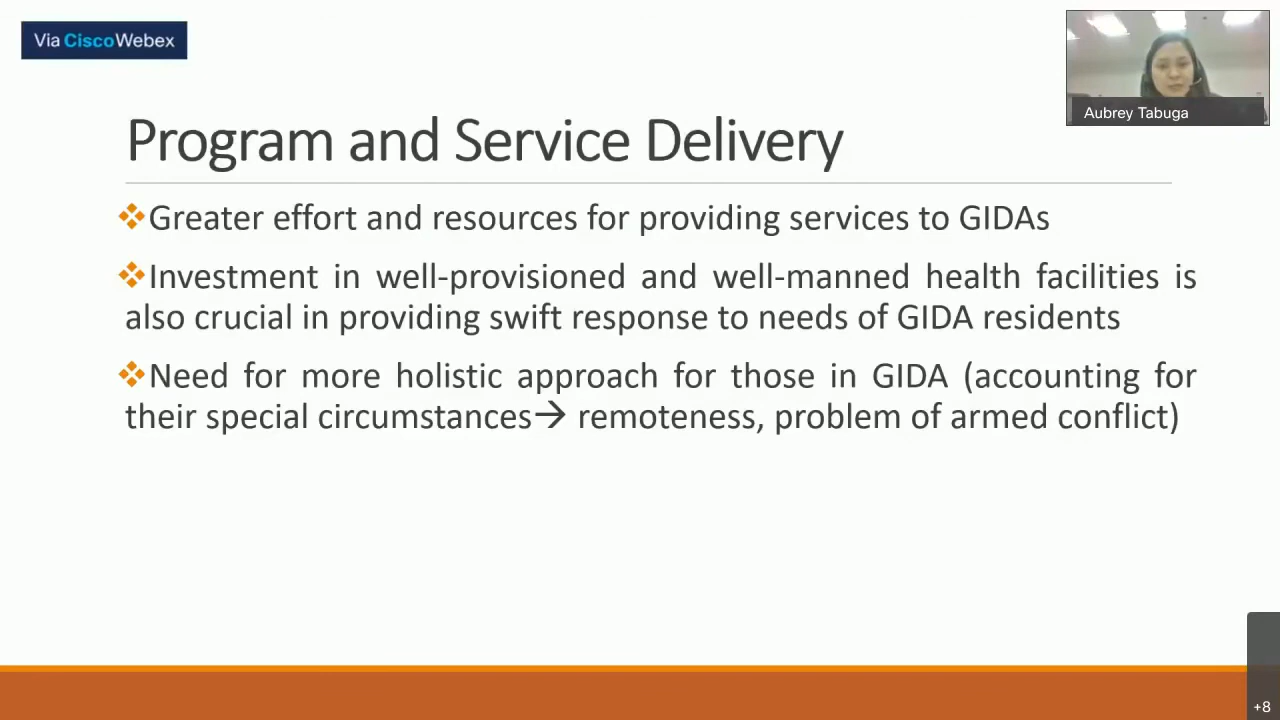 Via CiscoWebex
Aubrey Tabuga
Program and Service Delivery
❖Greater effort and resources for providing services to GIDAs
❖Investment in well-provisioned and well-manned health facilities is
also crucial in providing swift response to needs of GIDA residents
❖Need for more holistic approach for those in GIDA (accounting for
their special circumstances→ remoteness, problem of armed conflict)
+8